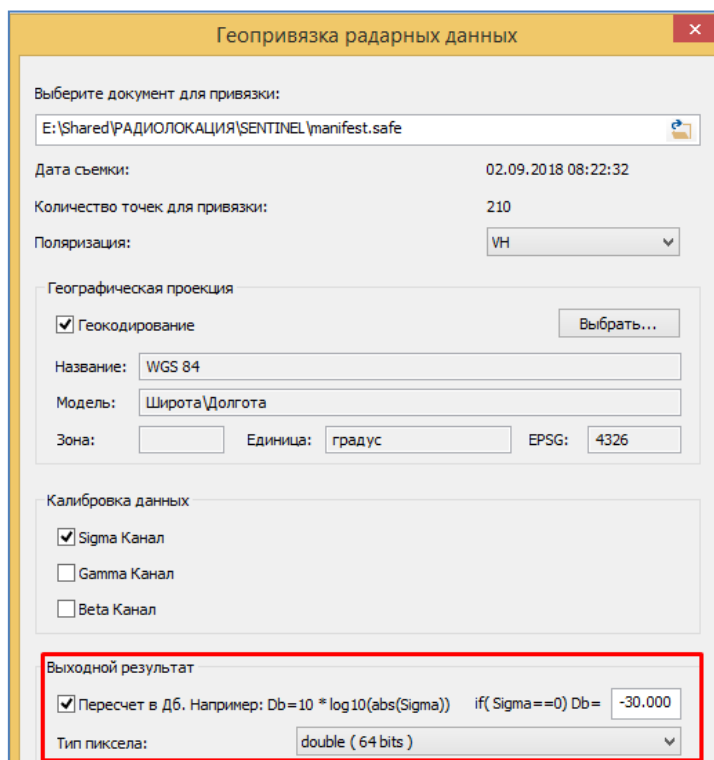 Геопривязка радарных данных
Выберите документ для привязки:
E:\Shared\РАДИОЛОКАЦИЯ\SENTINEL\manifest.safe
Дата съемки: 02.09.2018 08:22:32
Количество точек для привязки: 210
Поляризация: VH
Географическая проекция
Геокодирование Выбрать...
Название: WGS 84
Модель: Широта\Долгота
Зона: Единица: градус EPSG: 4326
Калибровка данных
Sigma Канал
Gamma Канал
Beta Канал
Выходной результат
Пересчет в Дб. Например: Db=10 * log10(abs(Sigma)) if( Sigma==0) Db= -30.000
Тип пиксела: double ( 64 bits )